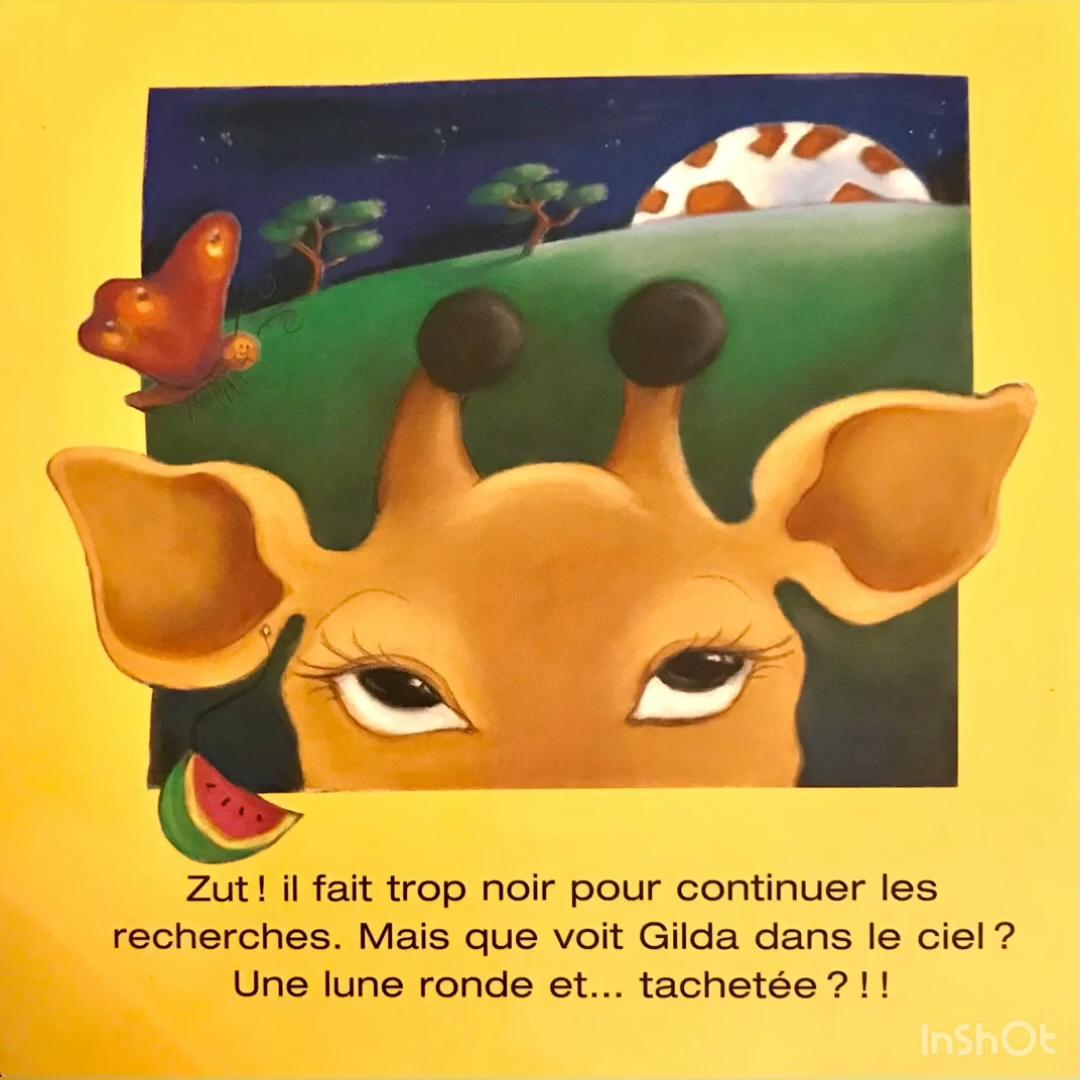 Zut ! il fait trop noir pour continuer les
recherches. Mais que voit Gilda dans le ciel ?
Une lune ronde et... tachetée ? ! !
InShOt